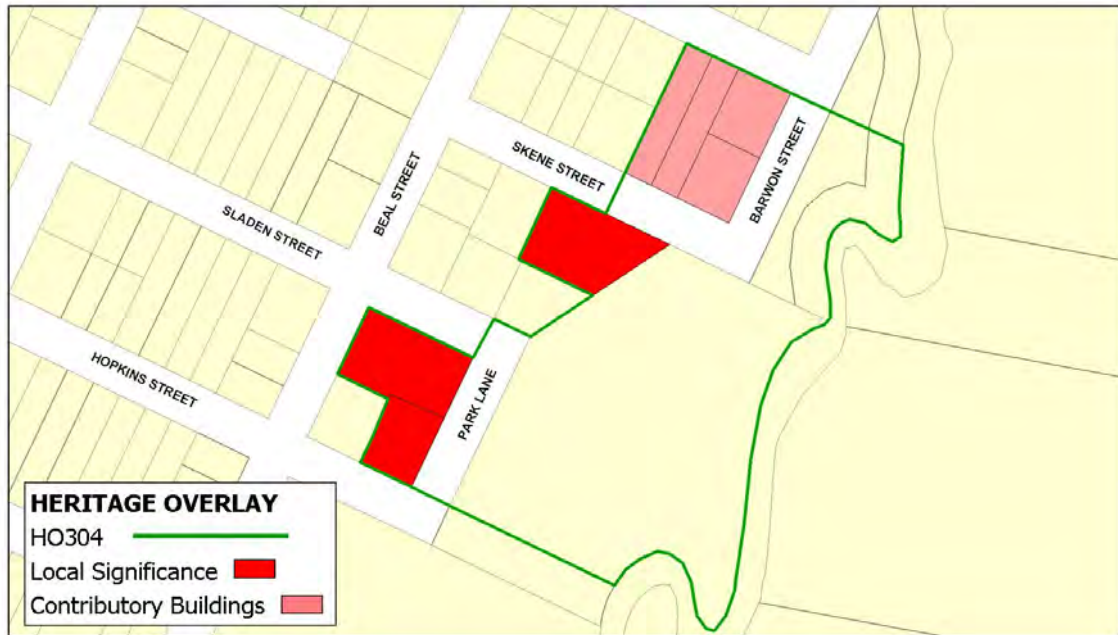 SKENE STREET
BARWON STREET
BEAL STREET
SLADEN STREET
HOPKINS STREET
PARK LANE
HERITAGE OVERLAY
HO304
Local Significance
Contributory Buildings